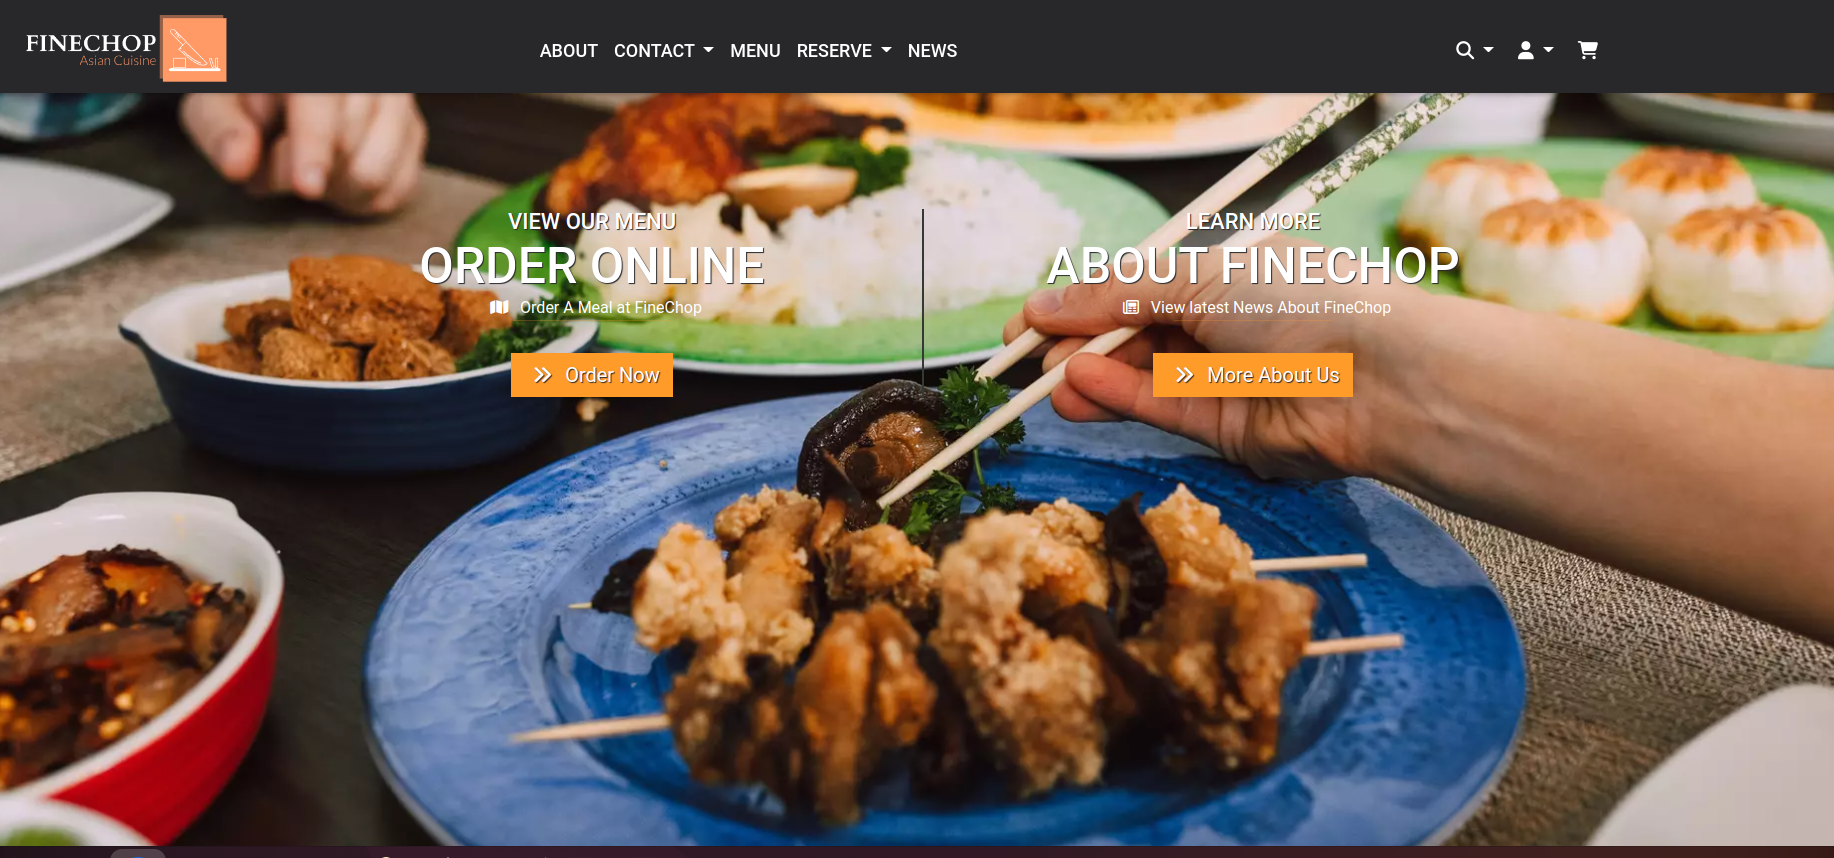 FINECHOP
Asian Cuisine
ABOUT CONTACT MENU RESERVE NEWS
VIEW OUR MENU
ORDER ONLINE
Order A Meal at FineChop
Order Now
LEARN MORE
ABOUT FINECHOP
View latest News About FineChop
More About Us